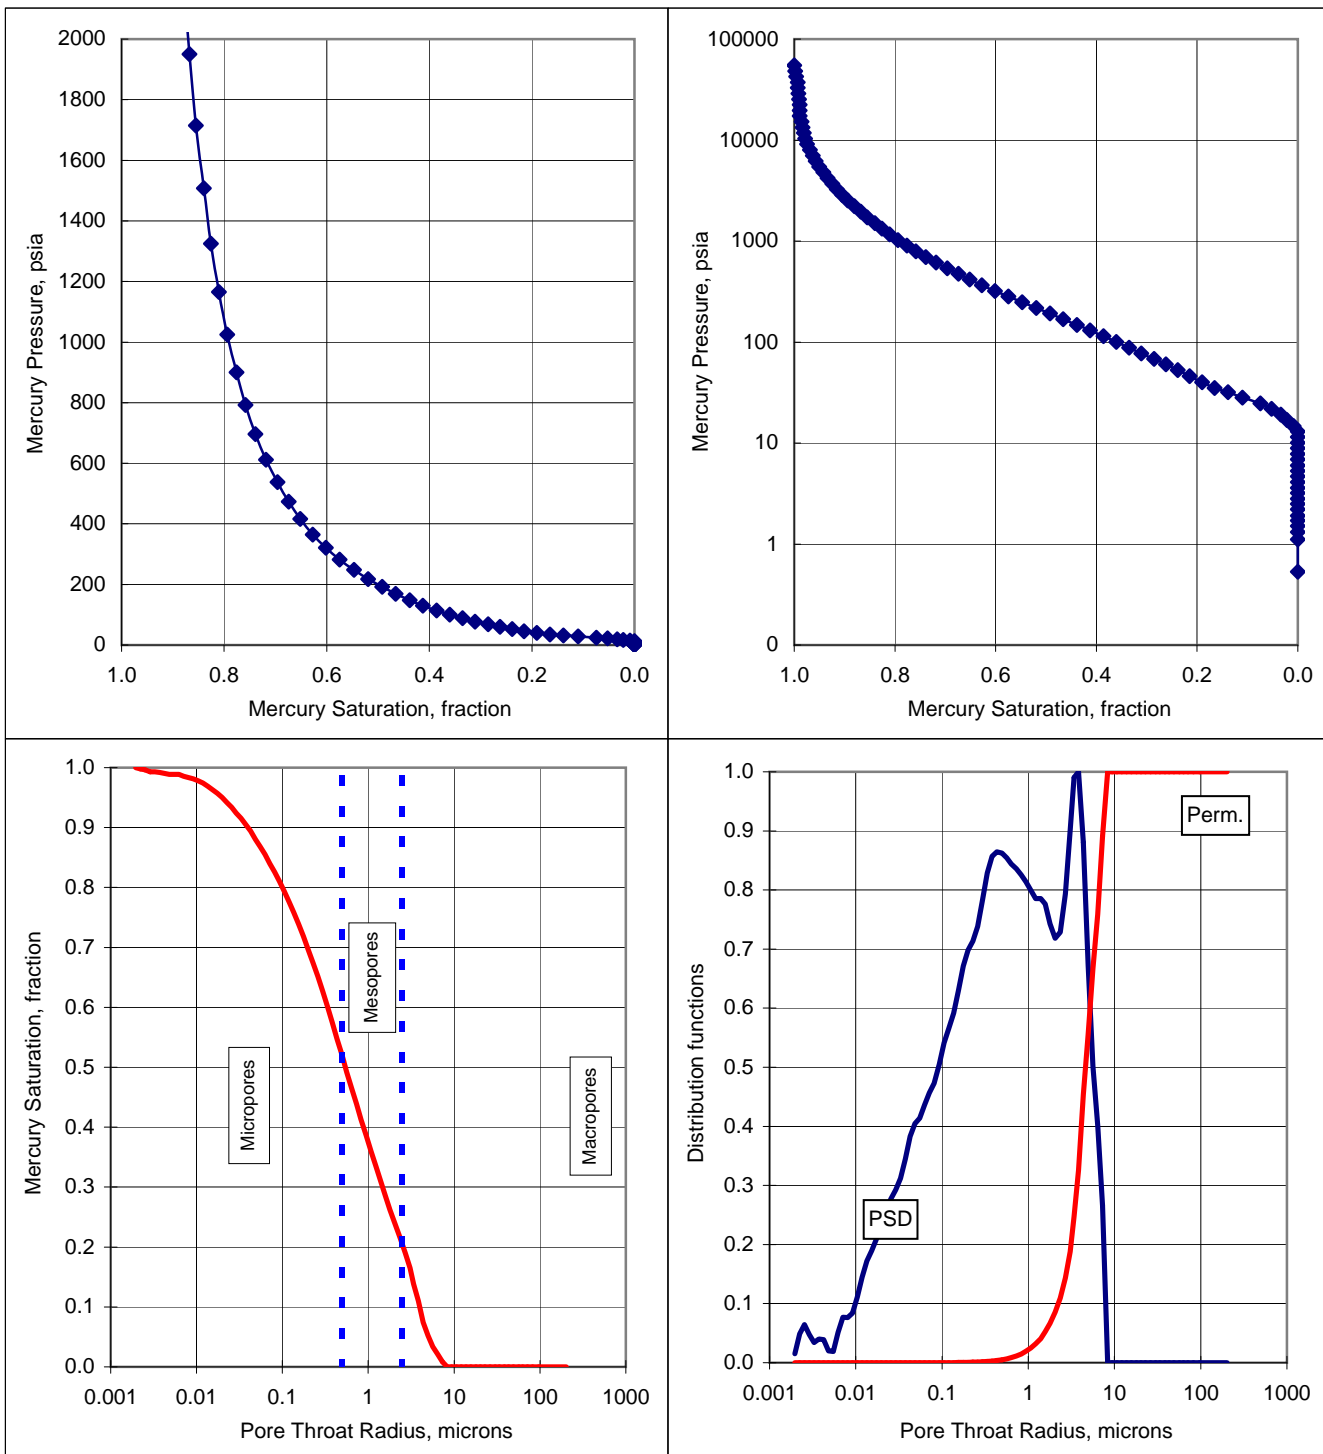 2000
1800
1600
1400
1200
1000
800
600
400
200
0
1.0 0.8 0.6 0.4 0.2 0.0
Mercury Pressure, psia
Mercury Saturation, fraction
100000
10000
1000
100
10
1
0
1.0 0.8 0.6 0.4 0.2 0.0
Mercury Pressure, psia
Mercury Saturation, fraction
1.0
0.9
0.8
0.7
0.6
0.5
0.4
0.3
0.2
0.1
0.0
0.001 0.01 0.1 1 10 100 1000
Mercury Saturation, fraction
Pore Throat Radius, microns
Micropores
Mesopores
Macropores
1.0
0.9
0.8
0.7
0.6
0.5
0.4
0.3
0.2
0.1
0.0
0.001 0.01 0.1 1 10 100 1000
Distribution functions
Pore Throat Radius, microns
Perm.
PSD